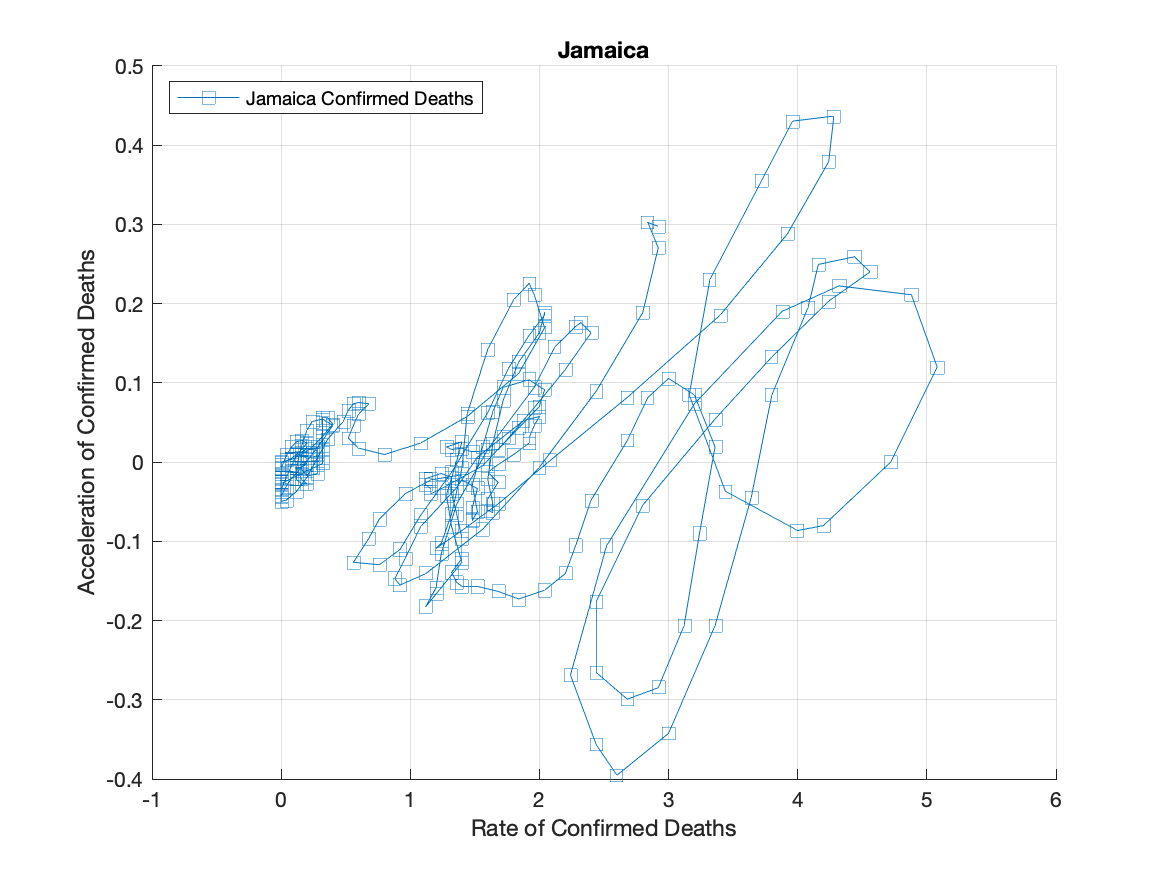 Jamaica
Jamaica Confirmed Deaths
0.5
0.4
0.3
0.2
0.1
0
-0.1
-0.2
-0.3
-0.4
Acceleration of Confirmed Deaths
-1 0 1 2 3 4 5 6
Rate of Confirmed Deaths